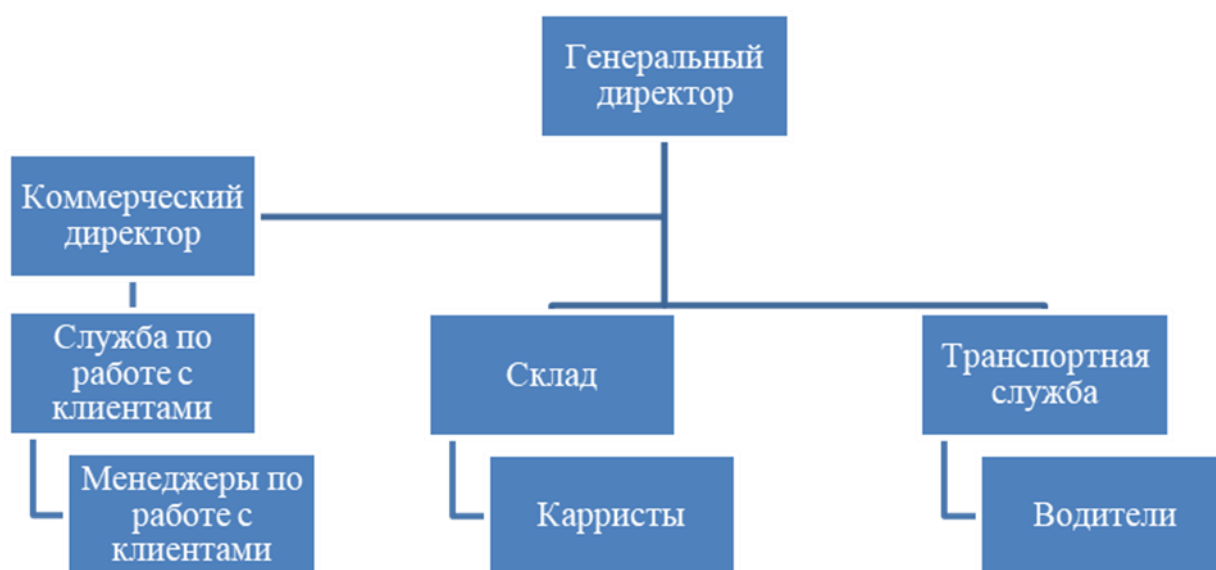 Генеральный
директор
Коммерческий
директор
Служба по
работе с
клиентами
Менеджеры по
работе с
клиентами
Склад
Карристы
Транспортная
служба
Водители